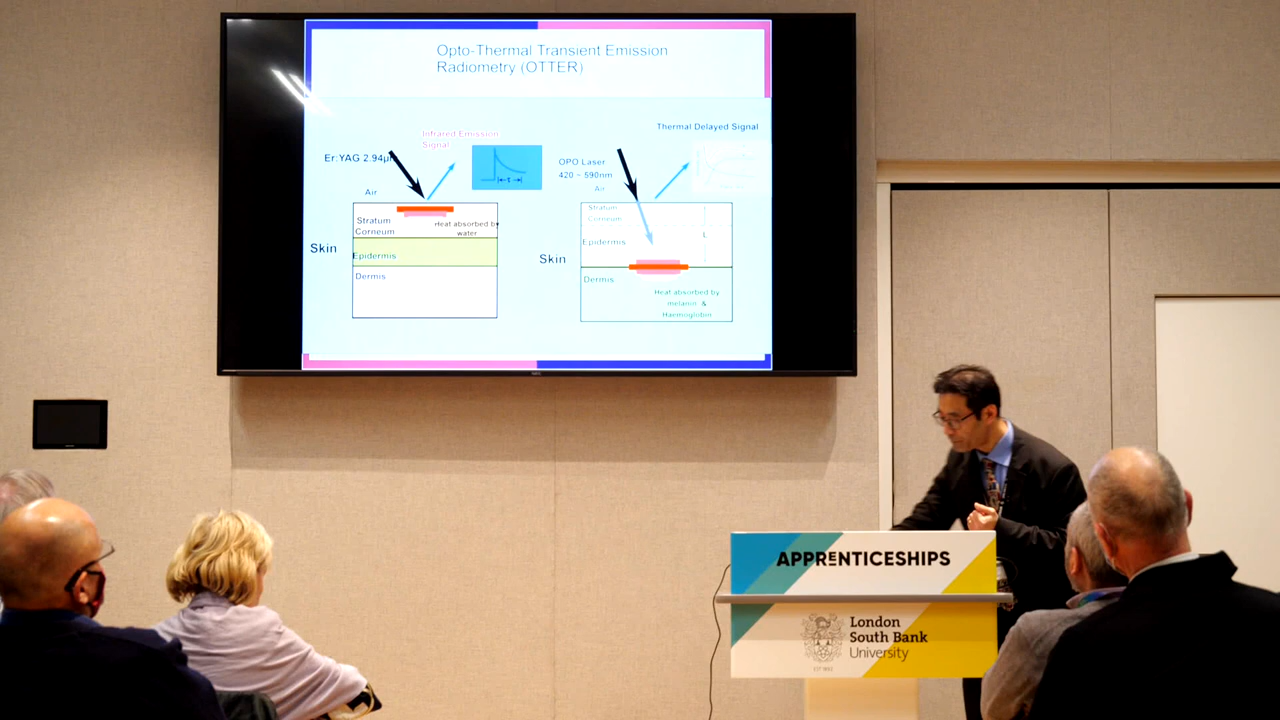 Opto-Thermal Transient Emission
Radiometry (OTTER)
Infrared Emission
Signal
Er:YAG 2.94μm
Air
Stratum
Corneum
Heat absorbed by
water
Skin
Epidermis
Dermis
Thermal Delayed Signal
OPO Laser
420 – 590nm
Air
Stratum
Corneum
L
Epidermis
Skin
Dermis
Heat absorbed by
melanin &
Haemoglobin
APPRENTICESHIPS
London
South Bank
University
EST 1892